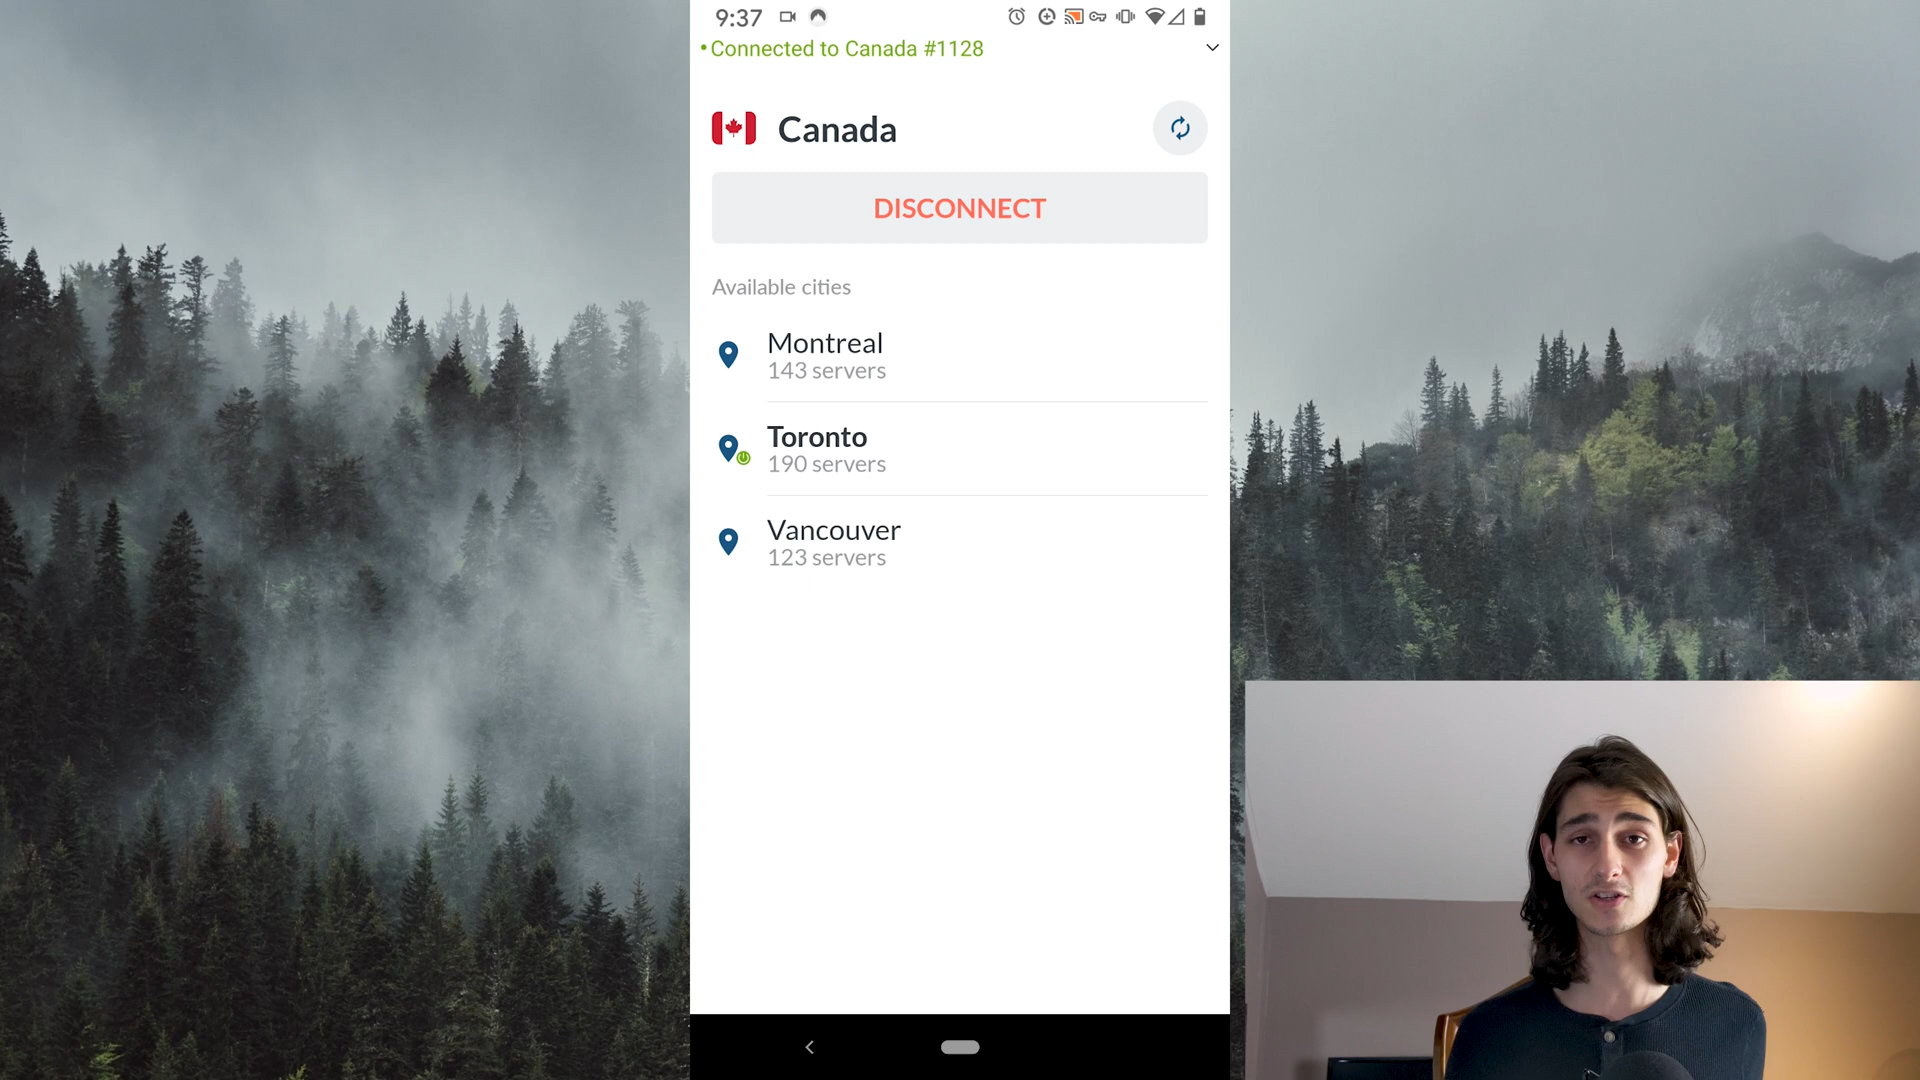 9:37
Connected to Canada #1128
Canada
DISCONNECT
Available cities
Montreal
143 servers
Toronto
190 servers
Vancouver
123 servers